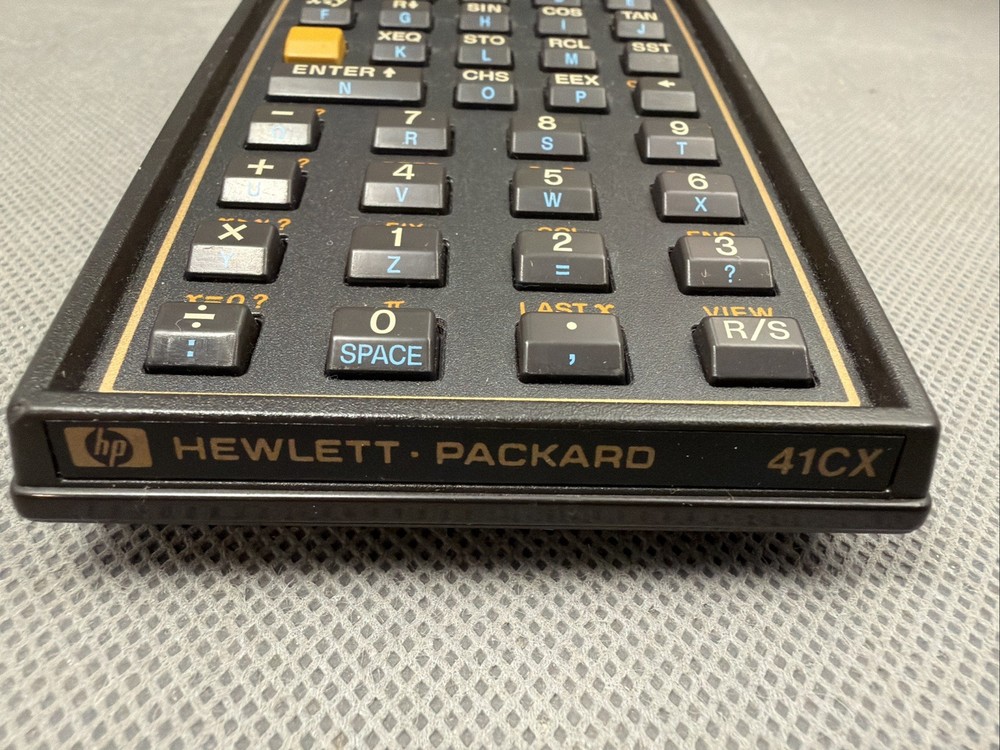 F G SIN H COS I TAN J
XEQ K STO L RCL M SST
ENTER ↑ N CHS O EEX P ←
− ? 7 R 8 S 9 T
+ U ? 4 V 5 W 6 X
× Y ? 1 Z 2 = 3 ?
x=0? π LAST x VIEW
÷ : 0 SPACE . , R/S
hp HEWLETT·PACKARD 41CX